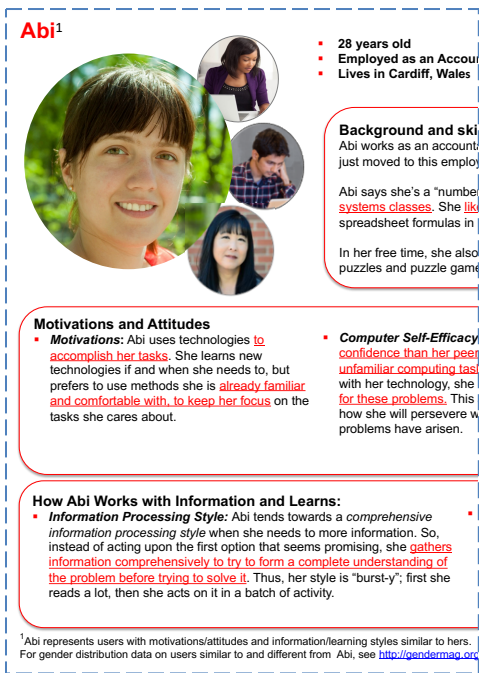 Abi1
▪ 28 years old
▪ Employed as an Accou
▪ Lives in Cardiff, Wales
Background and ski
Abi works as an account
just moved to this employ
Abi says she's a "number
systems classes. She lik
spreadsheet formulas in
In her free time, she also
puzzles and puzzle game
Motivations and Attitudes
▪ Motivations: Abi uses technologies to
accomplish her tasks. She learns new
technologies if and when she needs to, but
prefers to use methods she is already familiar
and comfortable with, to keep her focus on the
tasks she cares about.
▪ Computer Self-Efficacy
confidence than her peer
unfamiliar computing tas
with her technology, she
for these problems. This
how she will persevere w
problems have arisen.
How Abi Works with Information and Learns:
▪ Information Processing Style: Abi tends towards a comprehensive
information processing style when she needs to more information. So,
instead of acting upon the first option that seems promising, she gathers
information comprehensively to try to form a complete understanding of
the problem before trying to solve it. Thus, her style is "burst-y"; first she
reads a lot, then she acts on it in a batch of activity.
▪
1Abi represents users with motivations/attitudes and information/learning styles similar to hers.
For gender distribution data on users similar to and different from Abi, see http://gendermag.org